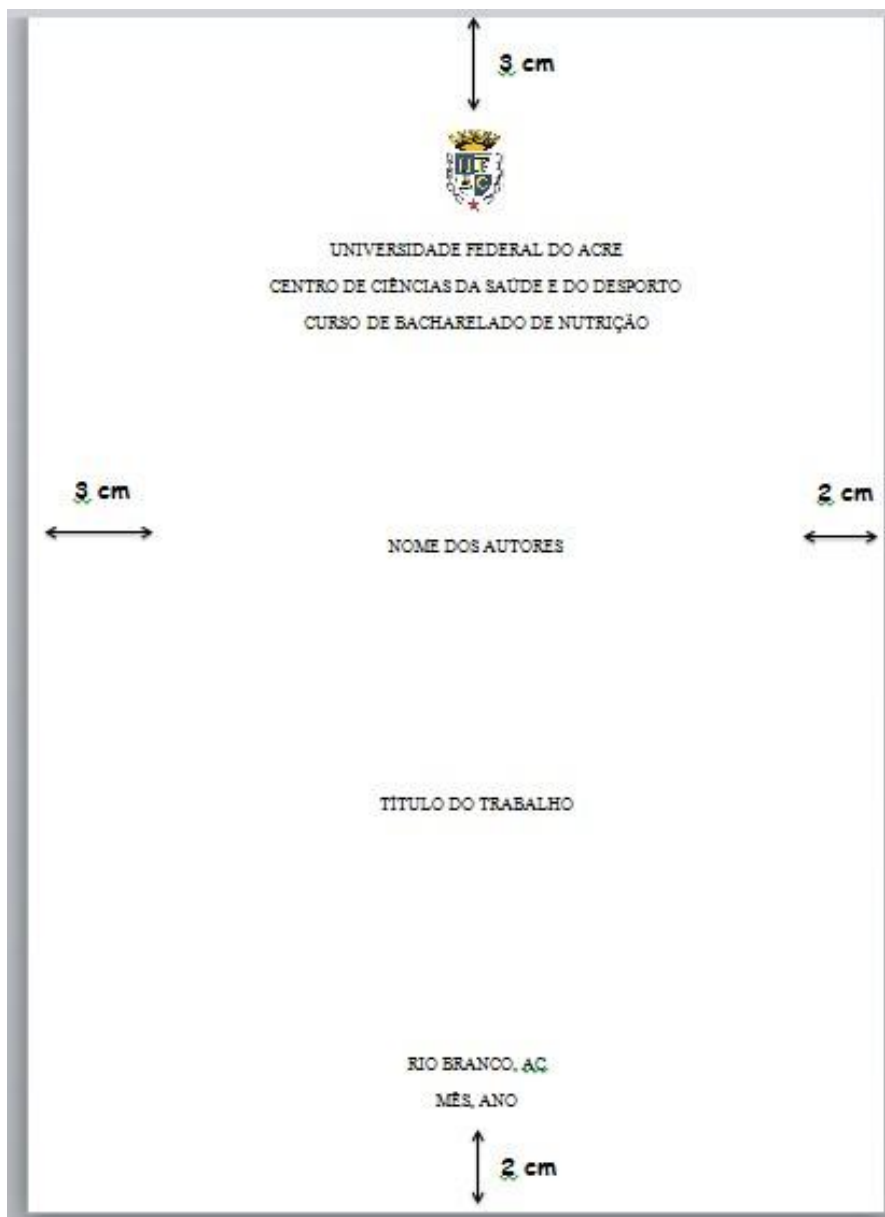 3 cm
UNIVERSIDADE FEDERAL DO ACRE
CENTRO DE CIÊNCIAS DA SAÚDE E DO DESPORTO
CURSO DE BACHARELADO DE NUTRIÇÃO
3 cm
2 cm
NOME DOS AUTORES
TÍTULO DO TRABALHO
RIO BRANCO, AC
MÊS, ANO
2 cm